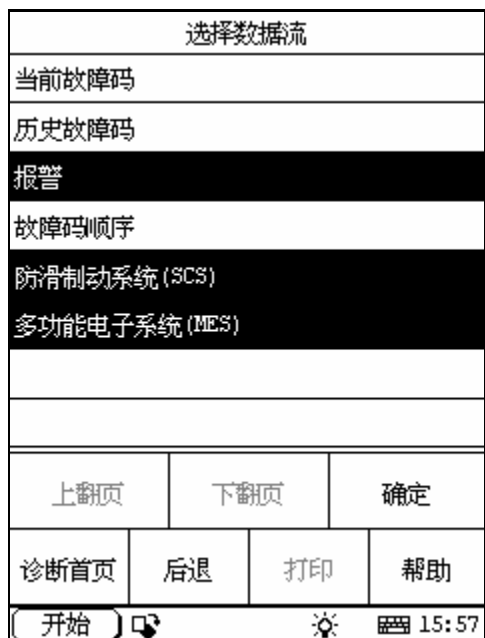 选择数据流
当前故障码
历史故障码
报警
故障码顺序
防滑制动系统(SCS)
多功能电子系统(MES)
上翻页 下翻页 确定
诊断首页 后退 打印 帮助
开始 15:57